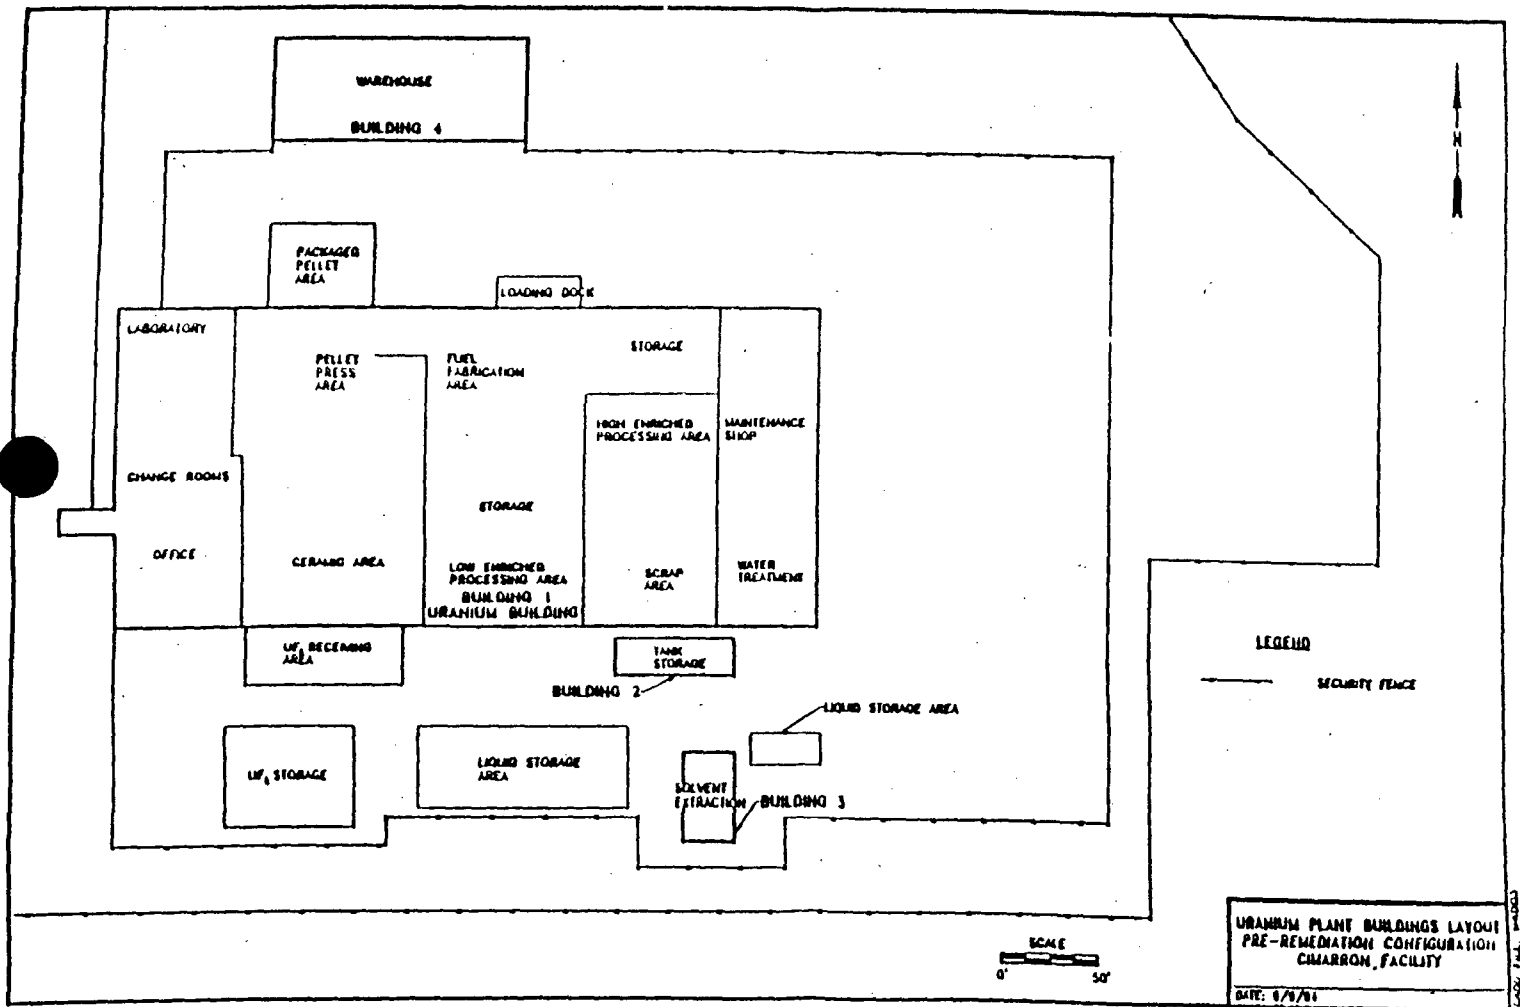 WAREHOUSE
BUILDING 4
N
PACKAGED
PELLET
AREA
LOADING DOCK
LABORATORY
PELLET
PRESS
AREA
FUEL
FABRICATION
AREA
STORAGE
HIGH ENRICHED
PROCESSING AREA
MAINTENANCE
SHOP
CHANGE ROOMS
STORAGE
OFFICE
CERAMIC AREA
LOW ENRICHED
PROCESSING AREA
BUILDING 1
URANIUM BUILDING
SCRAP
AREA
WATER
TREATMENT
UF6 RECEIVING
AREA
TANK
STORAGE
BUILDING 2
LEGEND
SECURITY FENCE
LIQUID STORAGE AREA
UF6 STORAGE
LIQUID STORAGE
AREA
SOLVENT
EXTRACTION
BUILDING 3
SCALE
0' 50'
URANIUM PLANT BUILDINGS LAYOUT
PRE-REMEDIATION CONFIGURATION
CIMARRON, FACILITY
DATE: